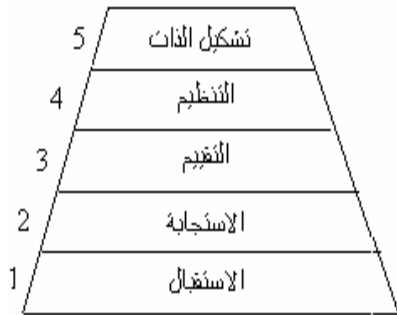 5 تشكيل الذات
4 التنظيم
3 التقييم
2 الاستجابة
1 الاستقبال